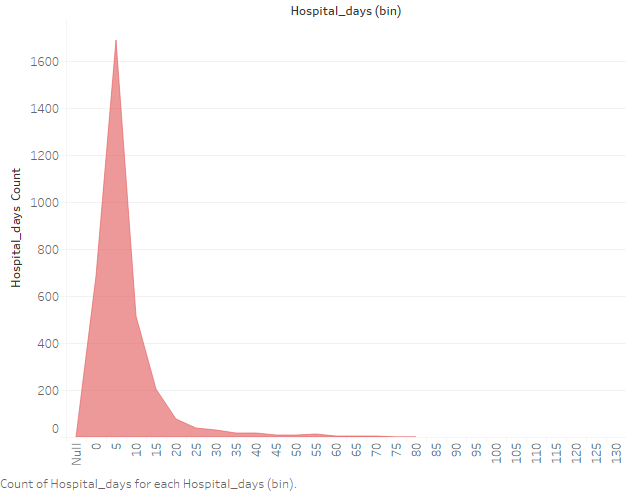 Hospital_days (bin)
Hospital_days Count
1600
1400
1200
1000
800
600
400
200
0
Null 0 5 10 15 20 25 30 35 40 45 50 55 60 65 70 75 80 85 90 95 100 105 110 115 120 125 130
Count of Hospital_days for each Hospital_days (bin).